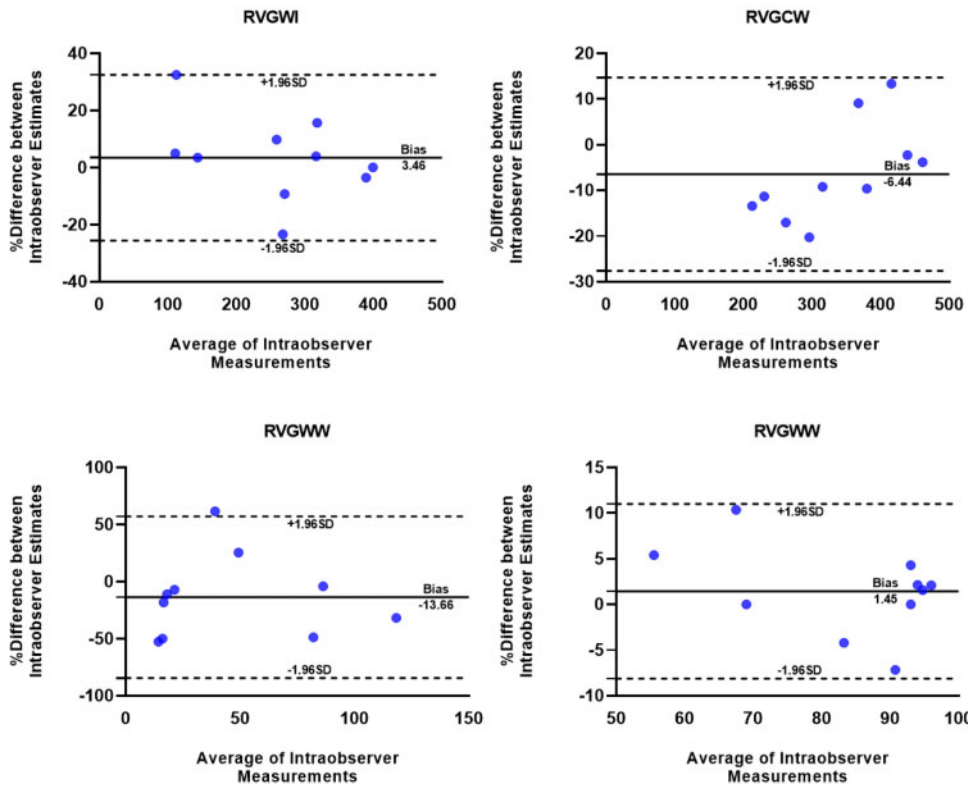 RVGWI
%Difference between
Intraobserver Estimates
40
20
0
-20
-40
+1.96SD
Bias
3.46
-1.96SD
0 100 200 300 400 500
Average of Intraobserver
Measurements
RVGCW
%Difference between
Intraobserver Estimates
20
10
0
-10
-20
-30
+1.96SD
Bias
-6.44
-1.96SD
0 100 200 300 400 500
Average of Intraobserver
Measurements
RVGWW
%Difference between
Intraobserver Estimates
100
50
0
-50
-100
+1.96SD
Bias
-13.66
-1.96SD
0 50 100 150
Average of Intraobserver
Measurements
RVGWW
%Difference between
Intraobserver Estimates
15
10
5
0
-5
-10
+1.96SD
Bias
1.45
-1.96SD
50 60 70 80 90 100
Average of Intraobserver
Measurements